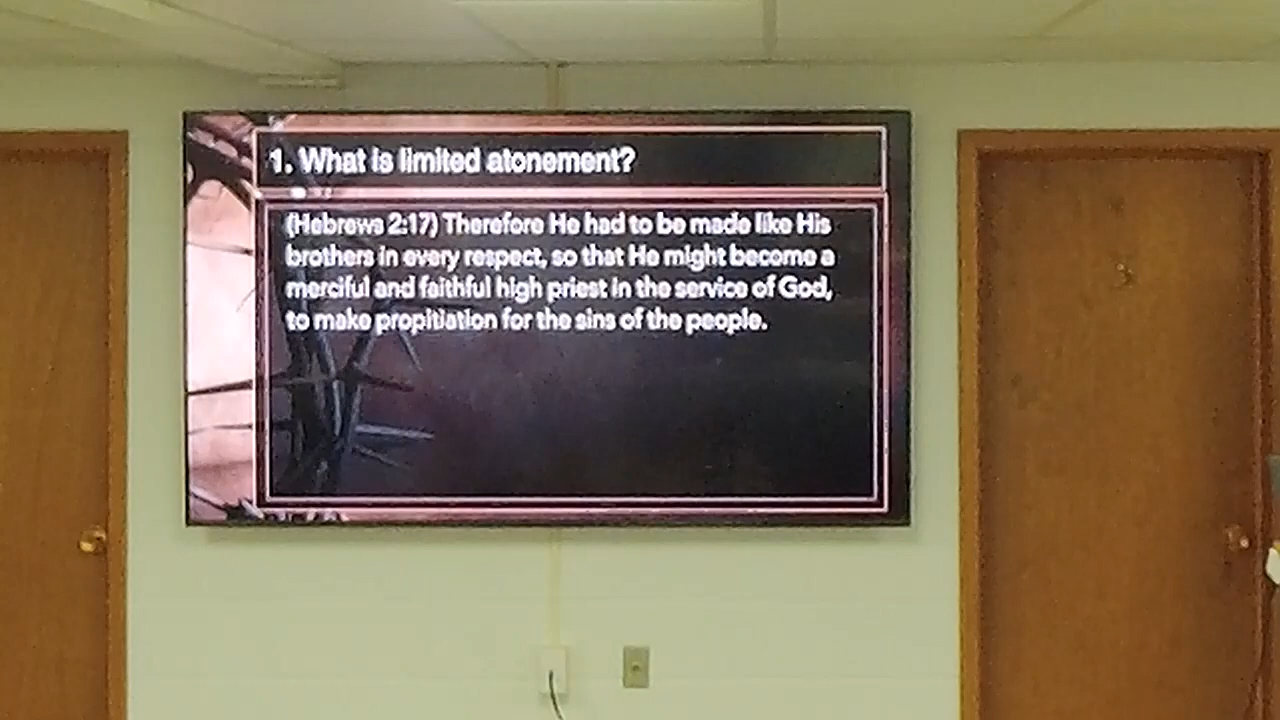 1. What is limited atonement?
(Hebrews 2:17) Therefore He had to be made like His
brothers in every respect, so that He might become a
merciful and faithful high priest in the service of God,
to make propitiation for the sins of the people.